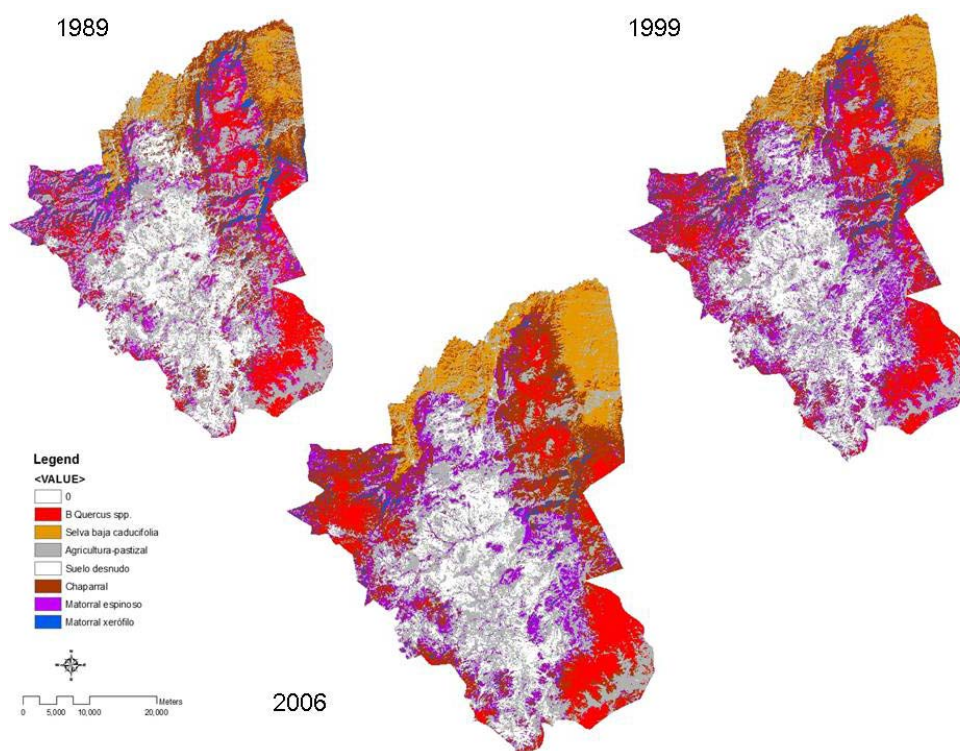 1989
1999
Legend
<VALUE>
0
B Quercus spp.
Selva baja caducifolia
Agricultura-pastizal
Suelo desnudo
Chaparral
Matorral espinoso
Matorral xerófilo
Meters
0 5,000 10,000 20,000
2006